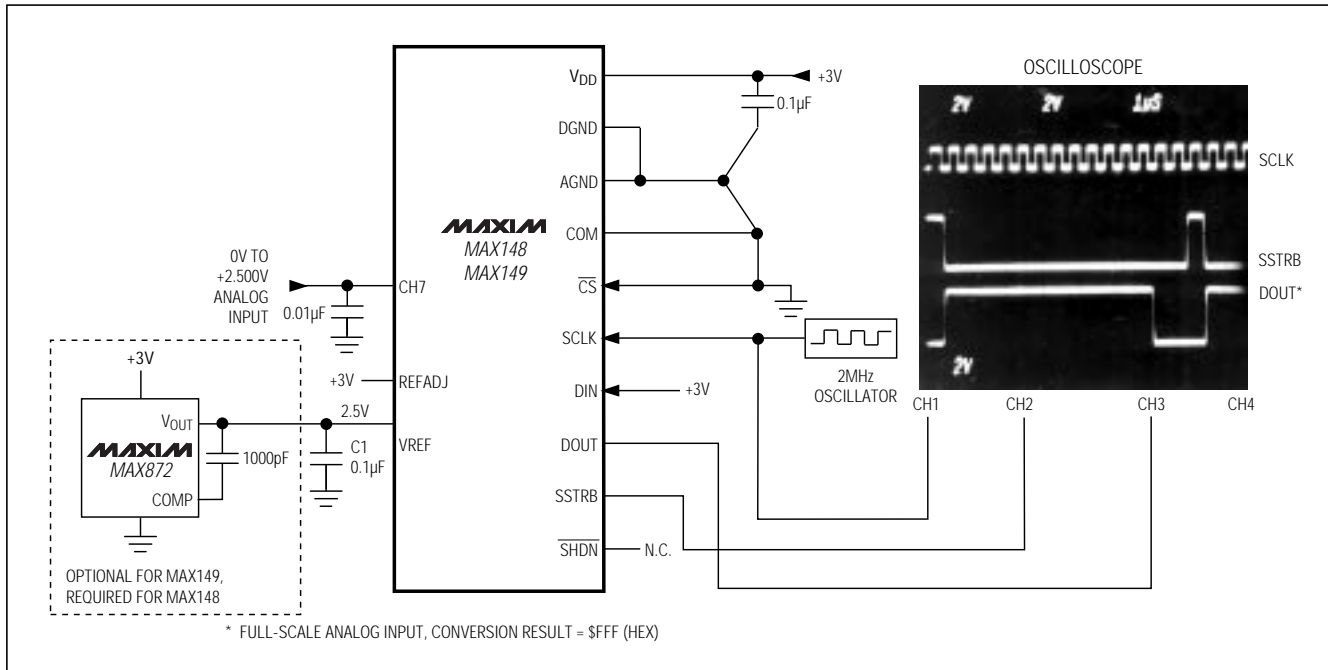 OSCILLOSCOPE
2V 2V 1µS
SCLK
SSTRB
DOUT*
2V
CH1 CH2 CH3 CH4
VDD
+3V
0.1µF
DGND
AGND
MAXIM
MAX148
MAX149
COM
CS
0V TO
+2.500V
ANALOG
INPUT
CH7
0.01µF
SCLK
2MHz
OSCILLATOR
+3V
REFADJ
DIN
+3V
2.5V
VREF
C1
0.1µF
DOUT
SSTRB
SHDN
N.C.
+3V
VOUT
MAXIM
MAX872
COMP
1000pF
OPTIONAL FOR MAX149,
REQUIRED FOR MAX148
* FULL-SCALE ANALOG INPUT, CONVERSION RESULT = $FFF (HEX)